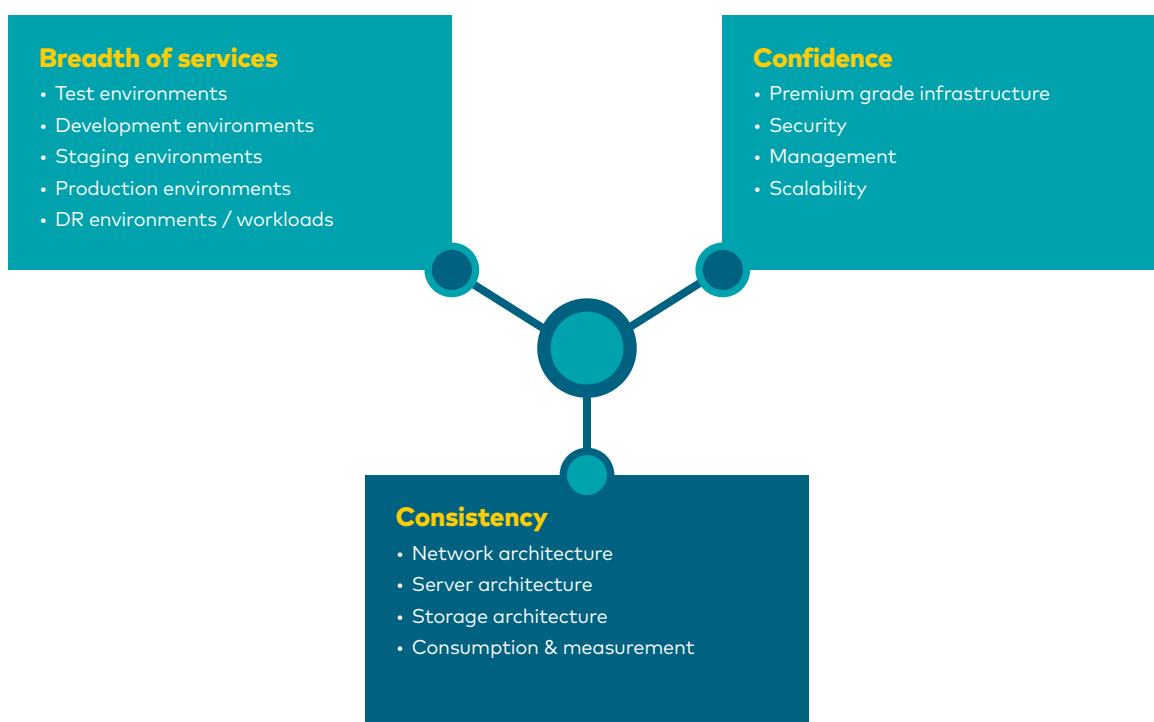 Breadth of services
• Test environments
• Development environments
• Staging environments
• Production environments
• DR environments / workloads
Confidence
• Premium grade infrastructure
• Security
• Management
• Scalability
Consistency
• Network architecture
• Server architecture
• Storage architecture
• Consumption & measurement